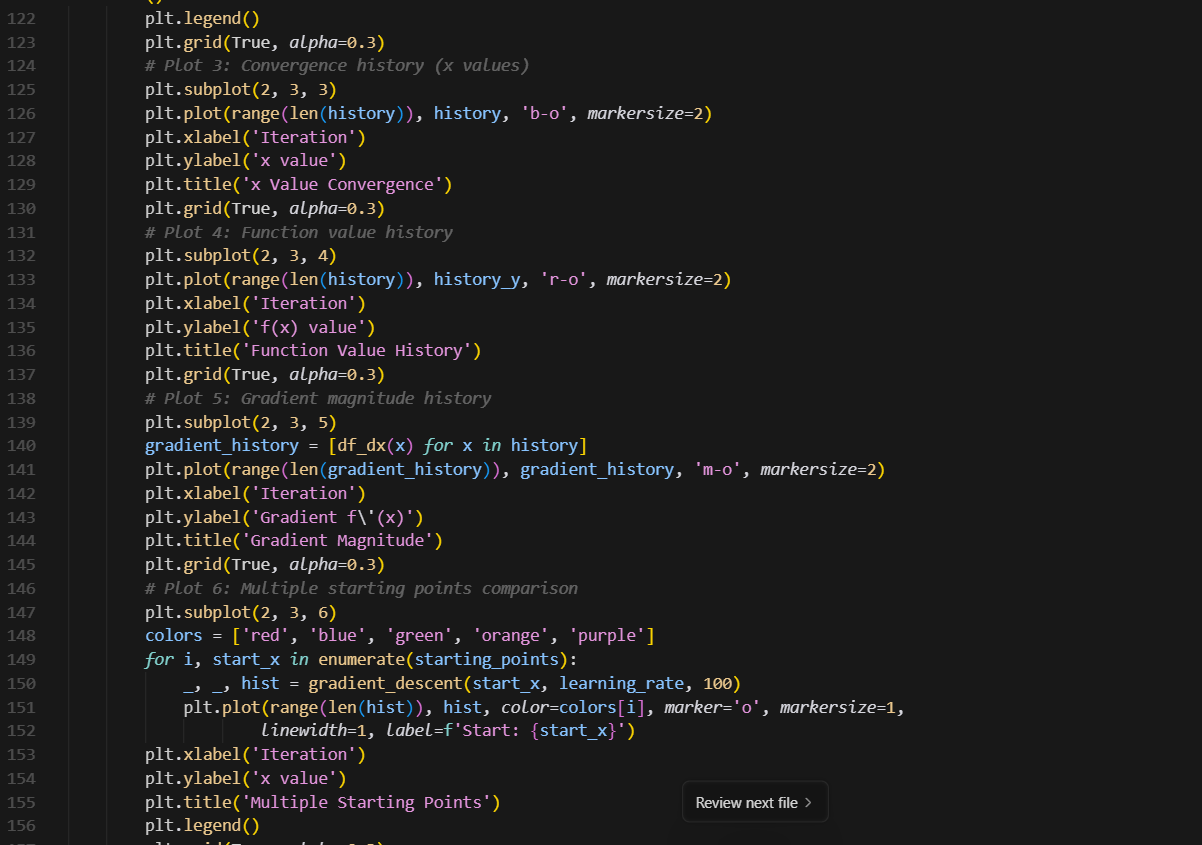 122 plt.legend()
123 plt.grid(True, alpha=0.3)
124 # Plot 3: Convergence history (x values)
125 plt.subplot(2, 3, 3)
126 plt.plot(range(len(history)), history, 'b-o', markersize=2)
127 plt.xlabel('Iteration')
128 plt.ylabel('x value')
129 plt.title('x Value Convergence')
130 plt.grid(True, alpha=0.3)
131 # Plot 4: Function value history
132 plt.subplot(2, 3, 4)
133 plt.plot(range(len(history)), history_y, 'r-o', markersize=2)
134 plt.xlabel('Iteration')
135 plt.ylabel('f(x) value')
136 plt.title('Function Value History')
137 plt.grid(True, alpha=0.3)
138 # Plot 5: Gradient magnitude history
139 plt.subplot(2, 3, 5)
140 gradient_history = [df_dx(x) for x in history]
141 plt.plot(range(len(gradient_history)), gradient_history, 'm-o', markersize=2)
142 plt.xlabel('Iteration')
143 plt.ylabel('Gradient f\'(x)')
144 plt.title('Gradient Magnitude')
145 plt.grid(True, alpha=0.3)
146 # Plot 6: Multiple starting points comparison
147 plt.subplot(2, 3, 6)
148 colors = ['red', 'blue', 'green', 'orange', 'purple']
149 for i, start_x in enumerate(starting_points):
150     _, _, hist = gradient_descent(start_x, learning_rate, 100)
151     plt.plot(range(len(hist)), hist, color=colors[i], marker='o', markersize=1,
152             linewidth=1, label=f'Start: {start_x}')
153 plt.xlabel('Iteration')
154 plt.ylabel('x value')
155 plt.title('Multiple Starting Points')
Review next file >
156 plt.legend()